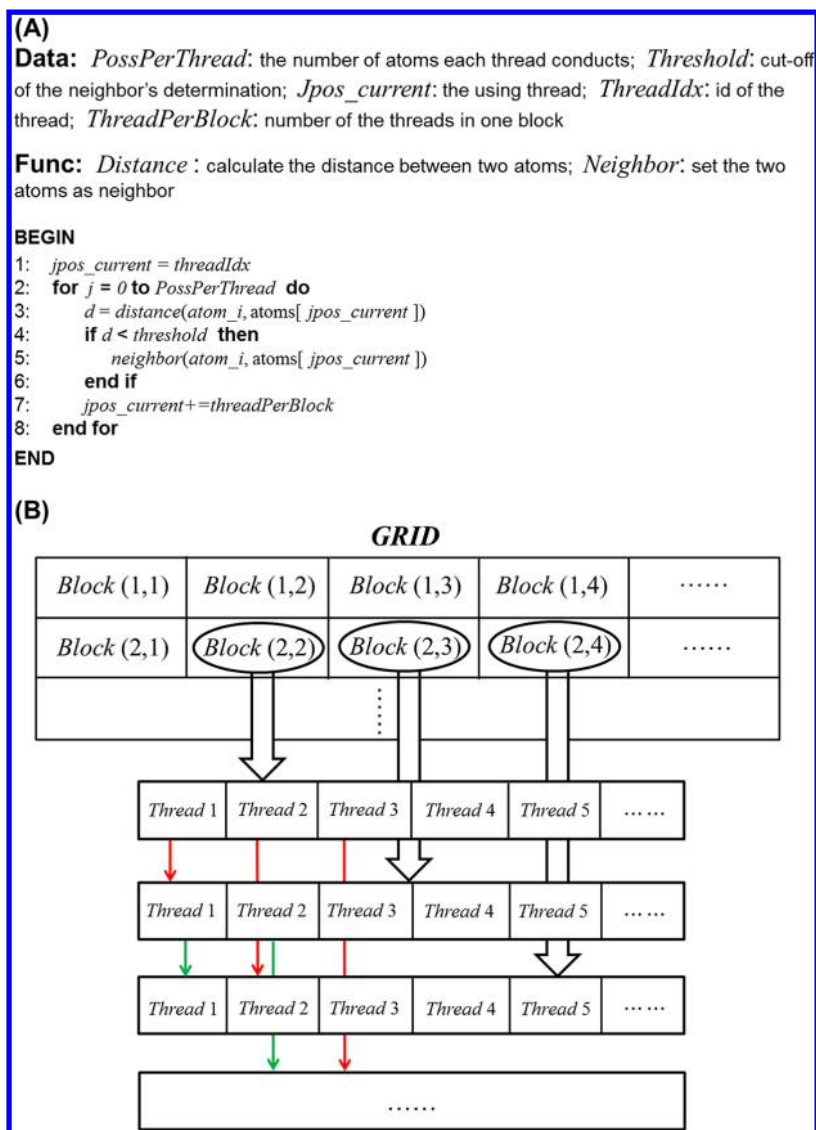 (A)
Data: PossPerThread: the number of atoms each thread conducts; Threshold: cut-off
of the neighbor's determination; Jpos_current: the using thread; ThreadIdx: id of the
thread; ThreadPerBlock: number of the threads in one block
Func: Distance : calculate the distance between two atoms; Neighbor: set the two
atoms as neighbor
BEGIN
1: jpos_current = threadIdx
2: for j = 0 to PossPerThread do
3: d = distance(atom_i, atoms[ jpos_current ])
4: if d < threshold then
5: neighbor(atom_i, atoms[ jpos_current ])
6: end if
7: jpos_current+=threadPerBlock
8: end for
END
(B)
GRID
Block (1,1) Block (1,2) Block (1,3) Block (1,4) ......
Block (2,1) Block (2,2) Block (2,3) Block (2,4) ......
......
Thread 1 Thread 2 Thread 3 Thread 4 Thread 5 ......
Thread 1 Thread 2 Thread 3 Thread 4 Thread 5 ......
Thread 1 Thread 2 Thread 3 Thread 4 Thread 5 ......
......